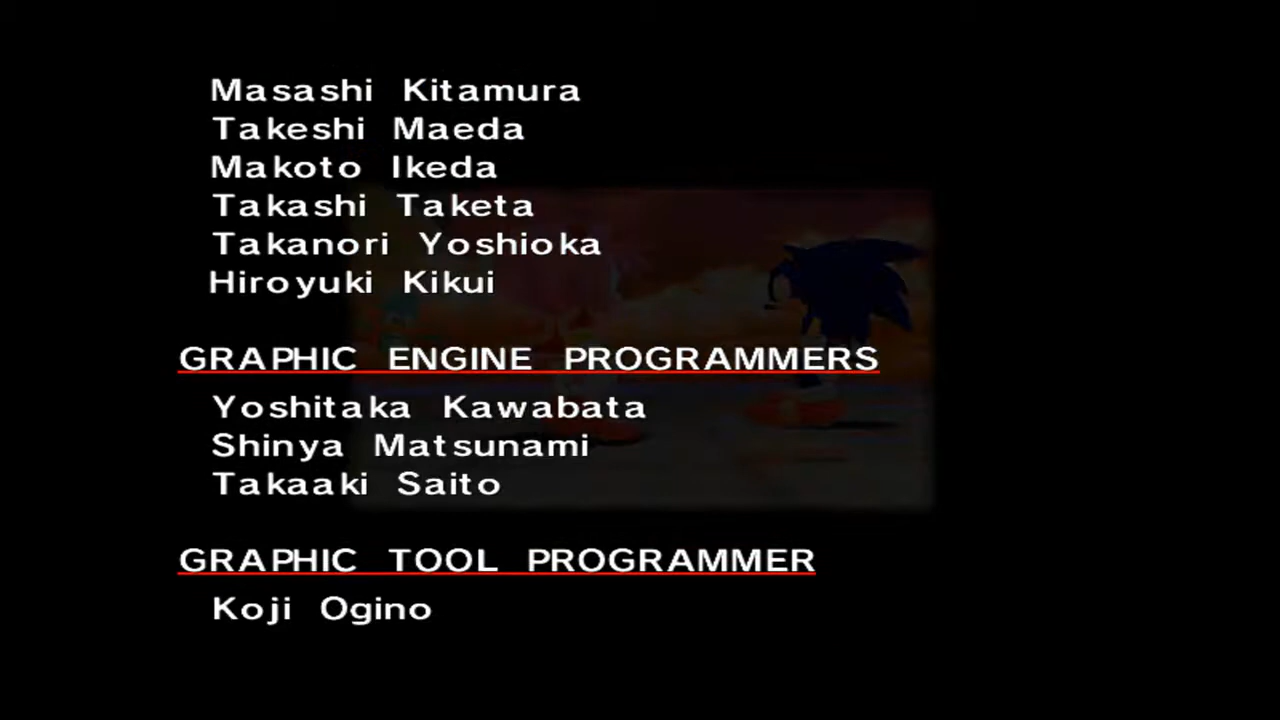 Masashi Kitamura
Takeshi Maeda
Makoto Ikeda
Takashi Taketa
Takanori Yoshioka
Hiroyuki Kikui
GRAPHIC ENGINE PROGRAMMERS
Yoshitaka Kawabata
Shinya Matsunami
Takaaki Saito
GRAPHIC TOOL PROGRAMMER
Koji Ogino